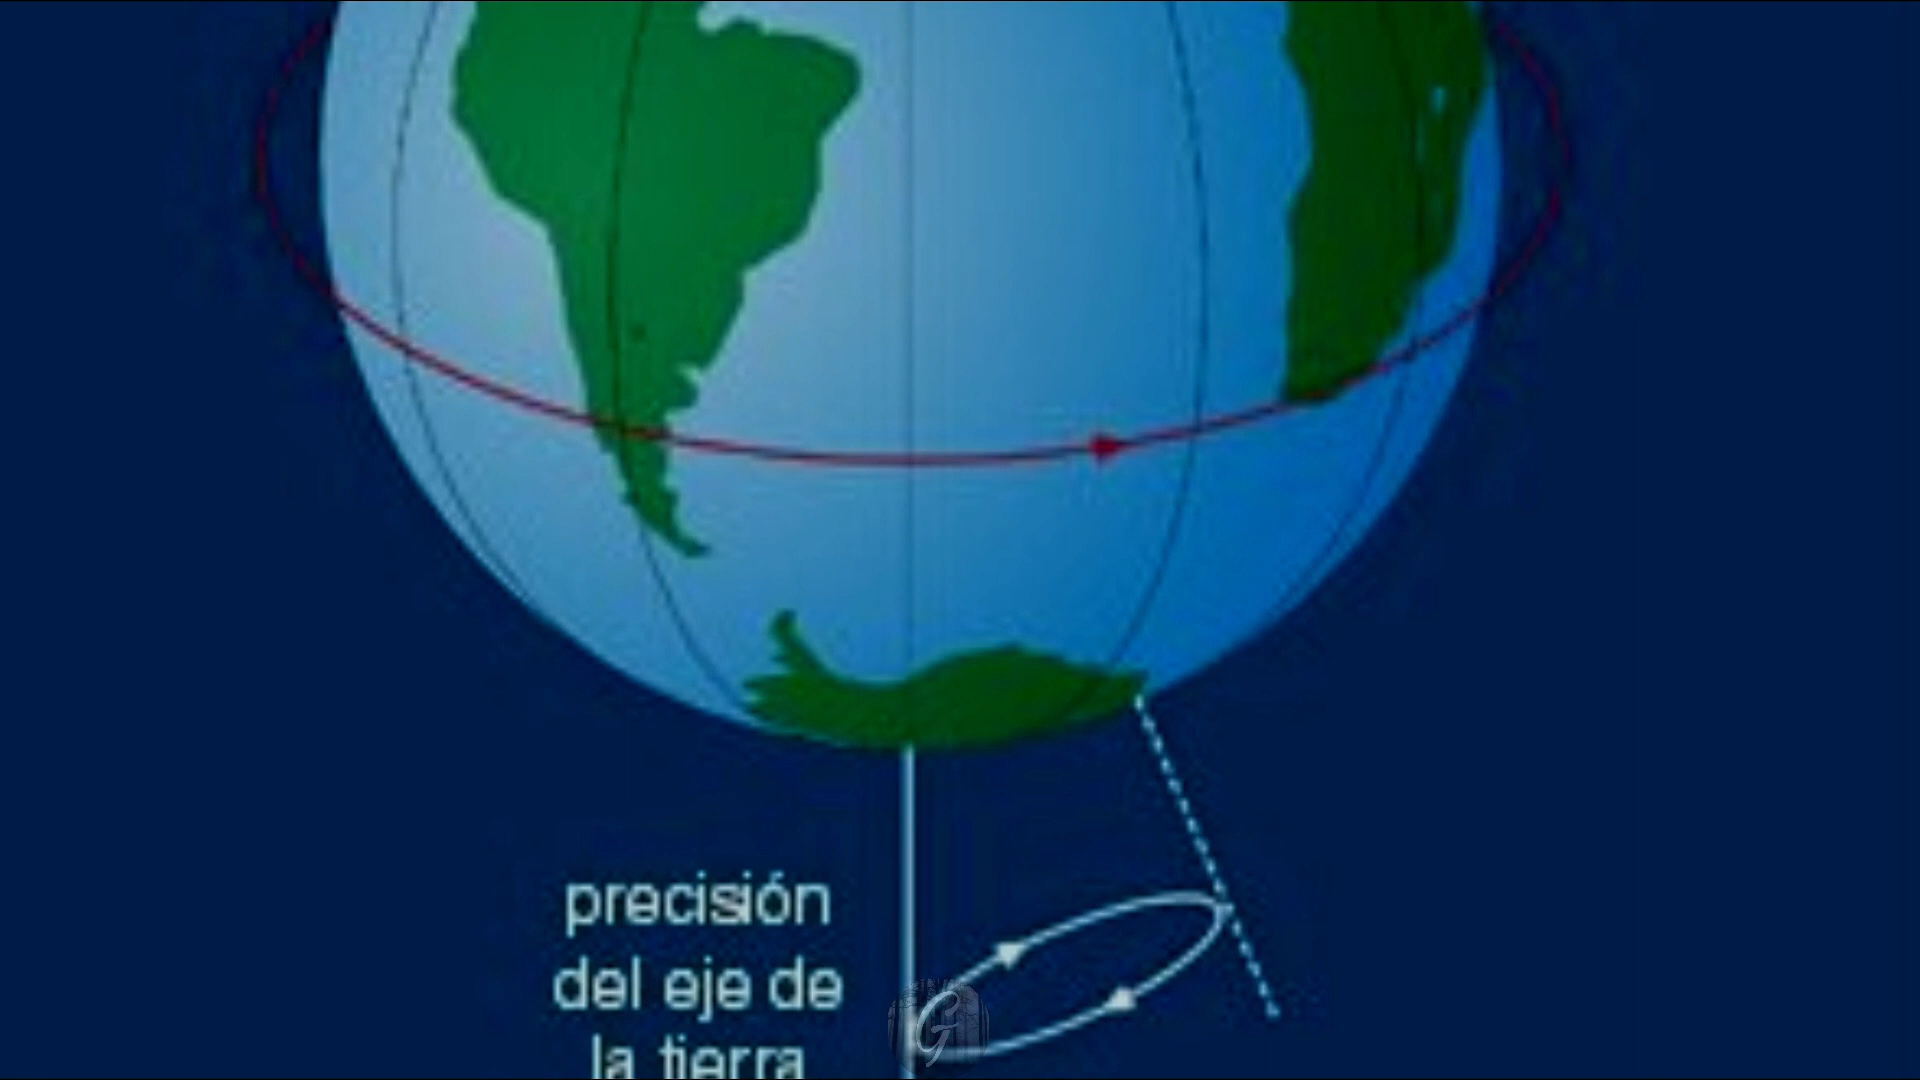 precisión
del eje de
la tierra
G